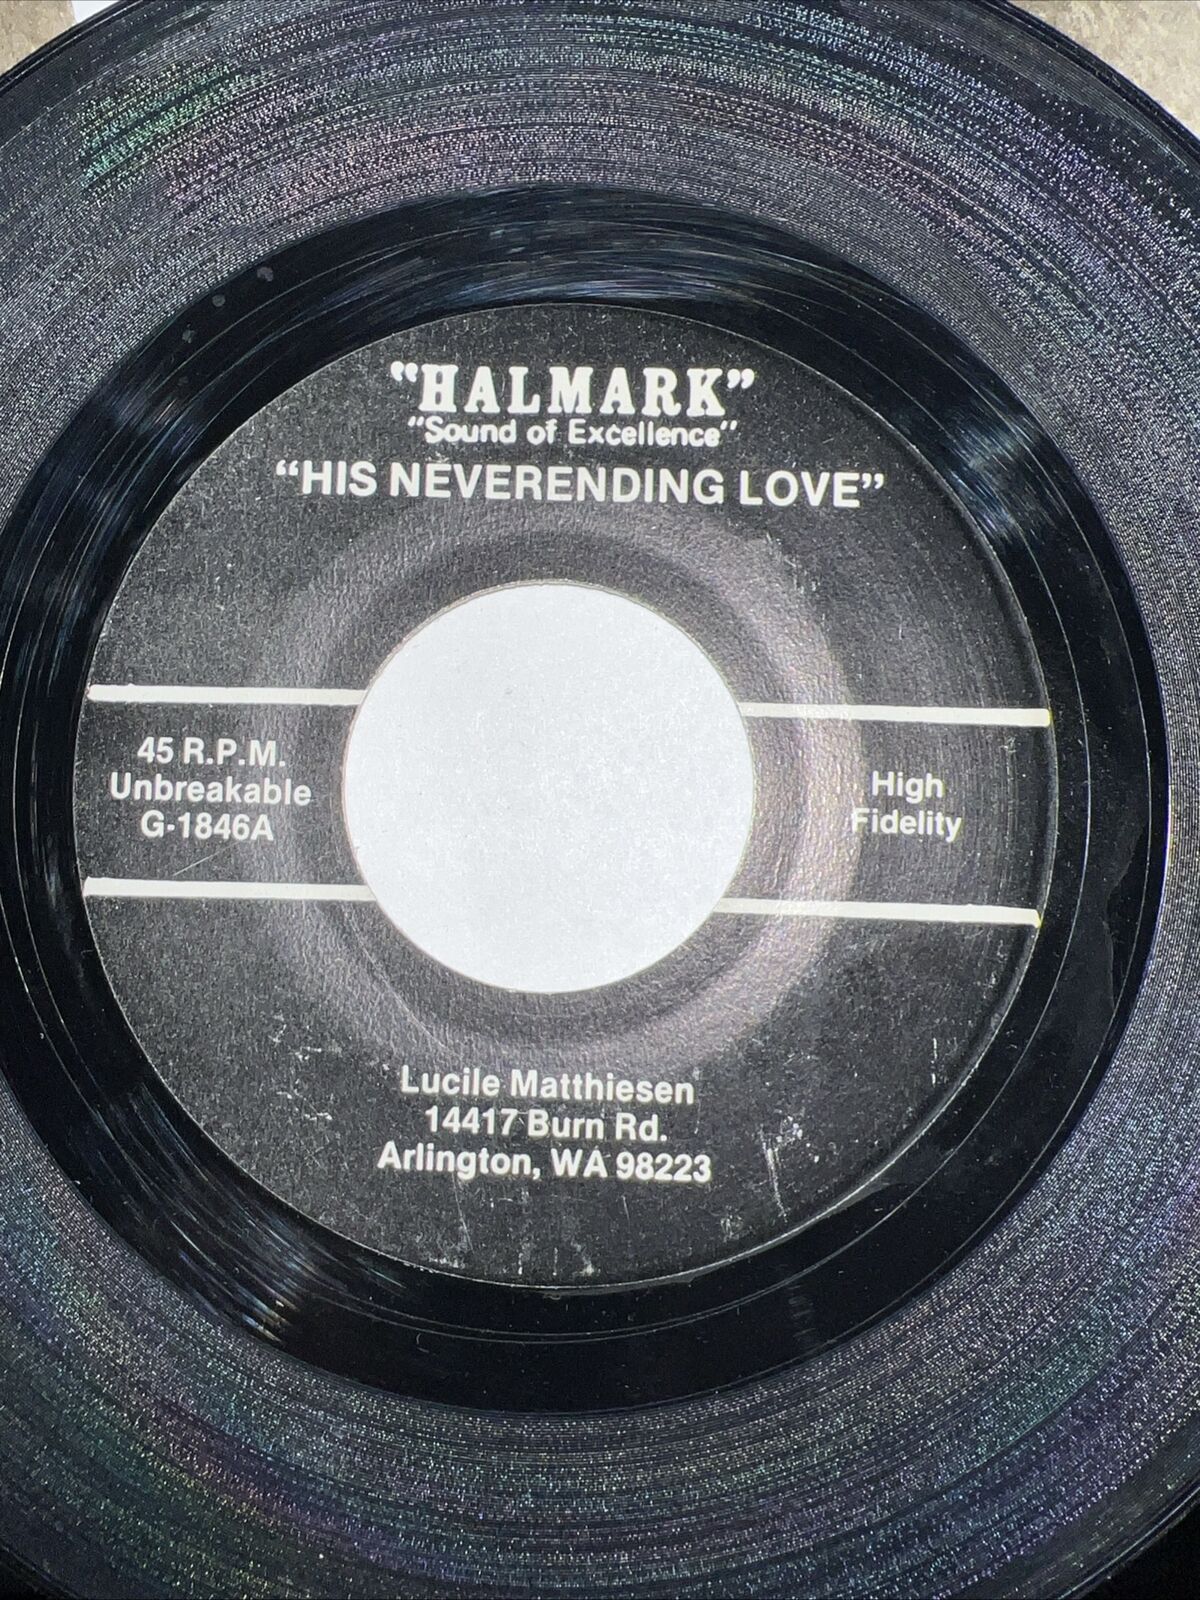 "HALMARK"
"Sound of Excellence"
"HIS NEVERENDING LOVE"
45 R.P.M.
Unbreakable
G-1846A
High
Fidelity
Lucile Matthiesen
14417 Burn Rd.
Arlington, WA 98223